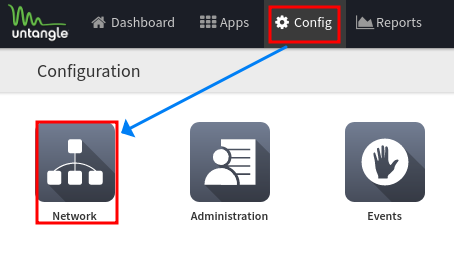 untangle
Dashboard Apps Config Reports
Configuration
Network Administration Events